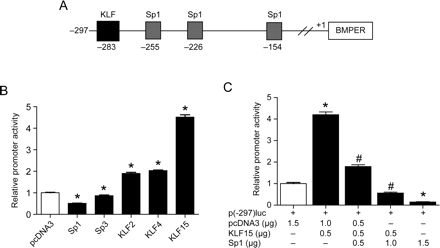 A
KLF Sp1 Sp1 Sp1 +1
–297 BMPER
–283 –255 –226 –154
B
Relative promoter activity
5
4
3
2
1
0
* * * * *
pcDNA3 Sp1 Sp3 KLF2 KLF4 KLF15
C
Relative promoter activity
5
4
3
2
1
0
* # # *
p(-297)luc + + + + +
pcDNA3 (μg) 1.5 1.0 0.5 – –
KLF15 (μg) – 0.5 0.5 0.5 –
Sp1 (μg) – – 0.5 1.0 1.5